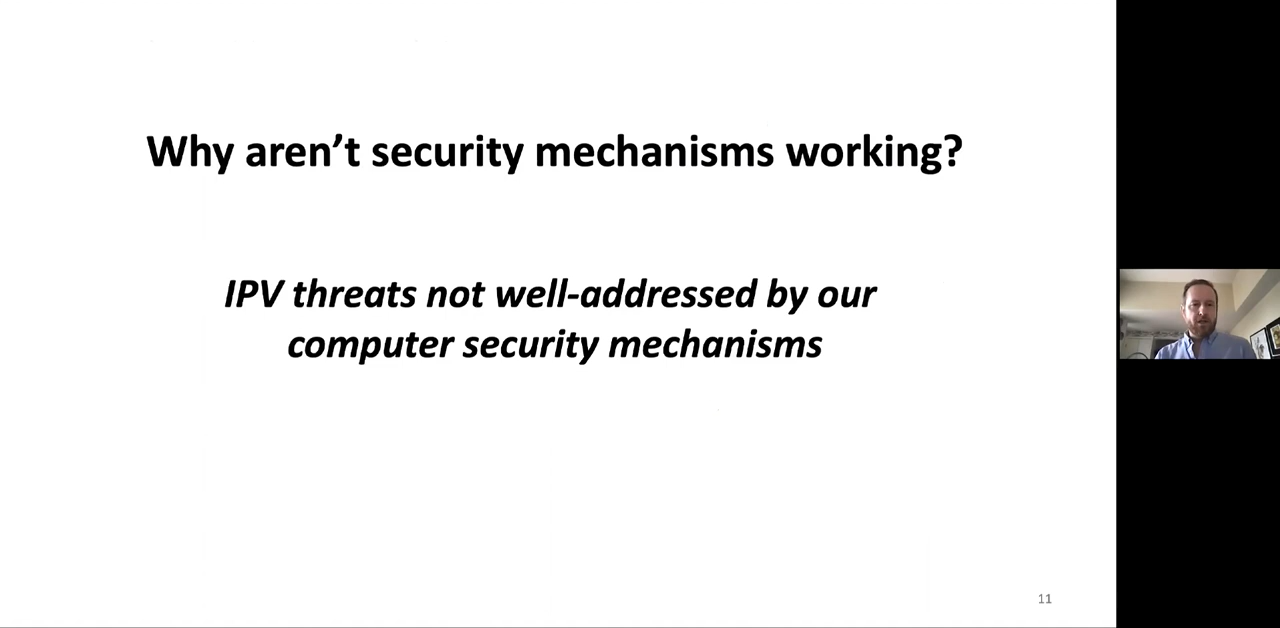 Why aren’t security mechanisms working?
IPV threats not well-addressed by our
computer security mechanisms
11